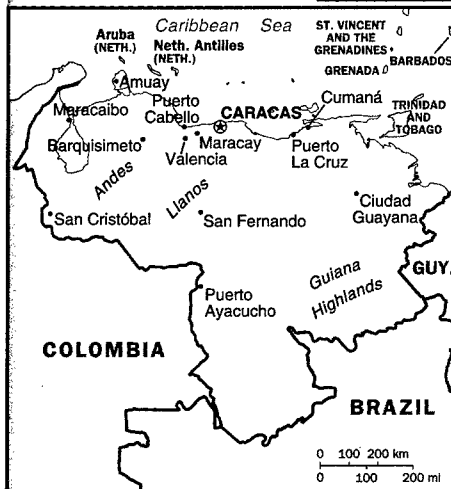 Caribbean Sea
Aruba
(NETH.)
Neth. Antilles
(NETH.)
ST. VINCENT
AND THE
GRENADINES
BARBADOS
GRENADA
Amuay
Maracaibo
Puerto
Cabello
CARACAS
Cumaná
TRINIDAD
AND
TOBAGO
Barquisimeto
Valencia
Maracay
Puerto
La Cruz
Andes
Llanos
San Cristóbal
San Fernando
Ciudad
Guayana
Guiana
Highlands
GUY
Puerto
Ayacucho
COLOMBIA
BRAZIL
0 100 200 km
0 100 200 mi